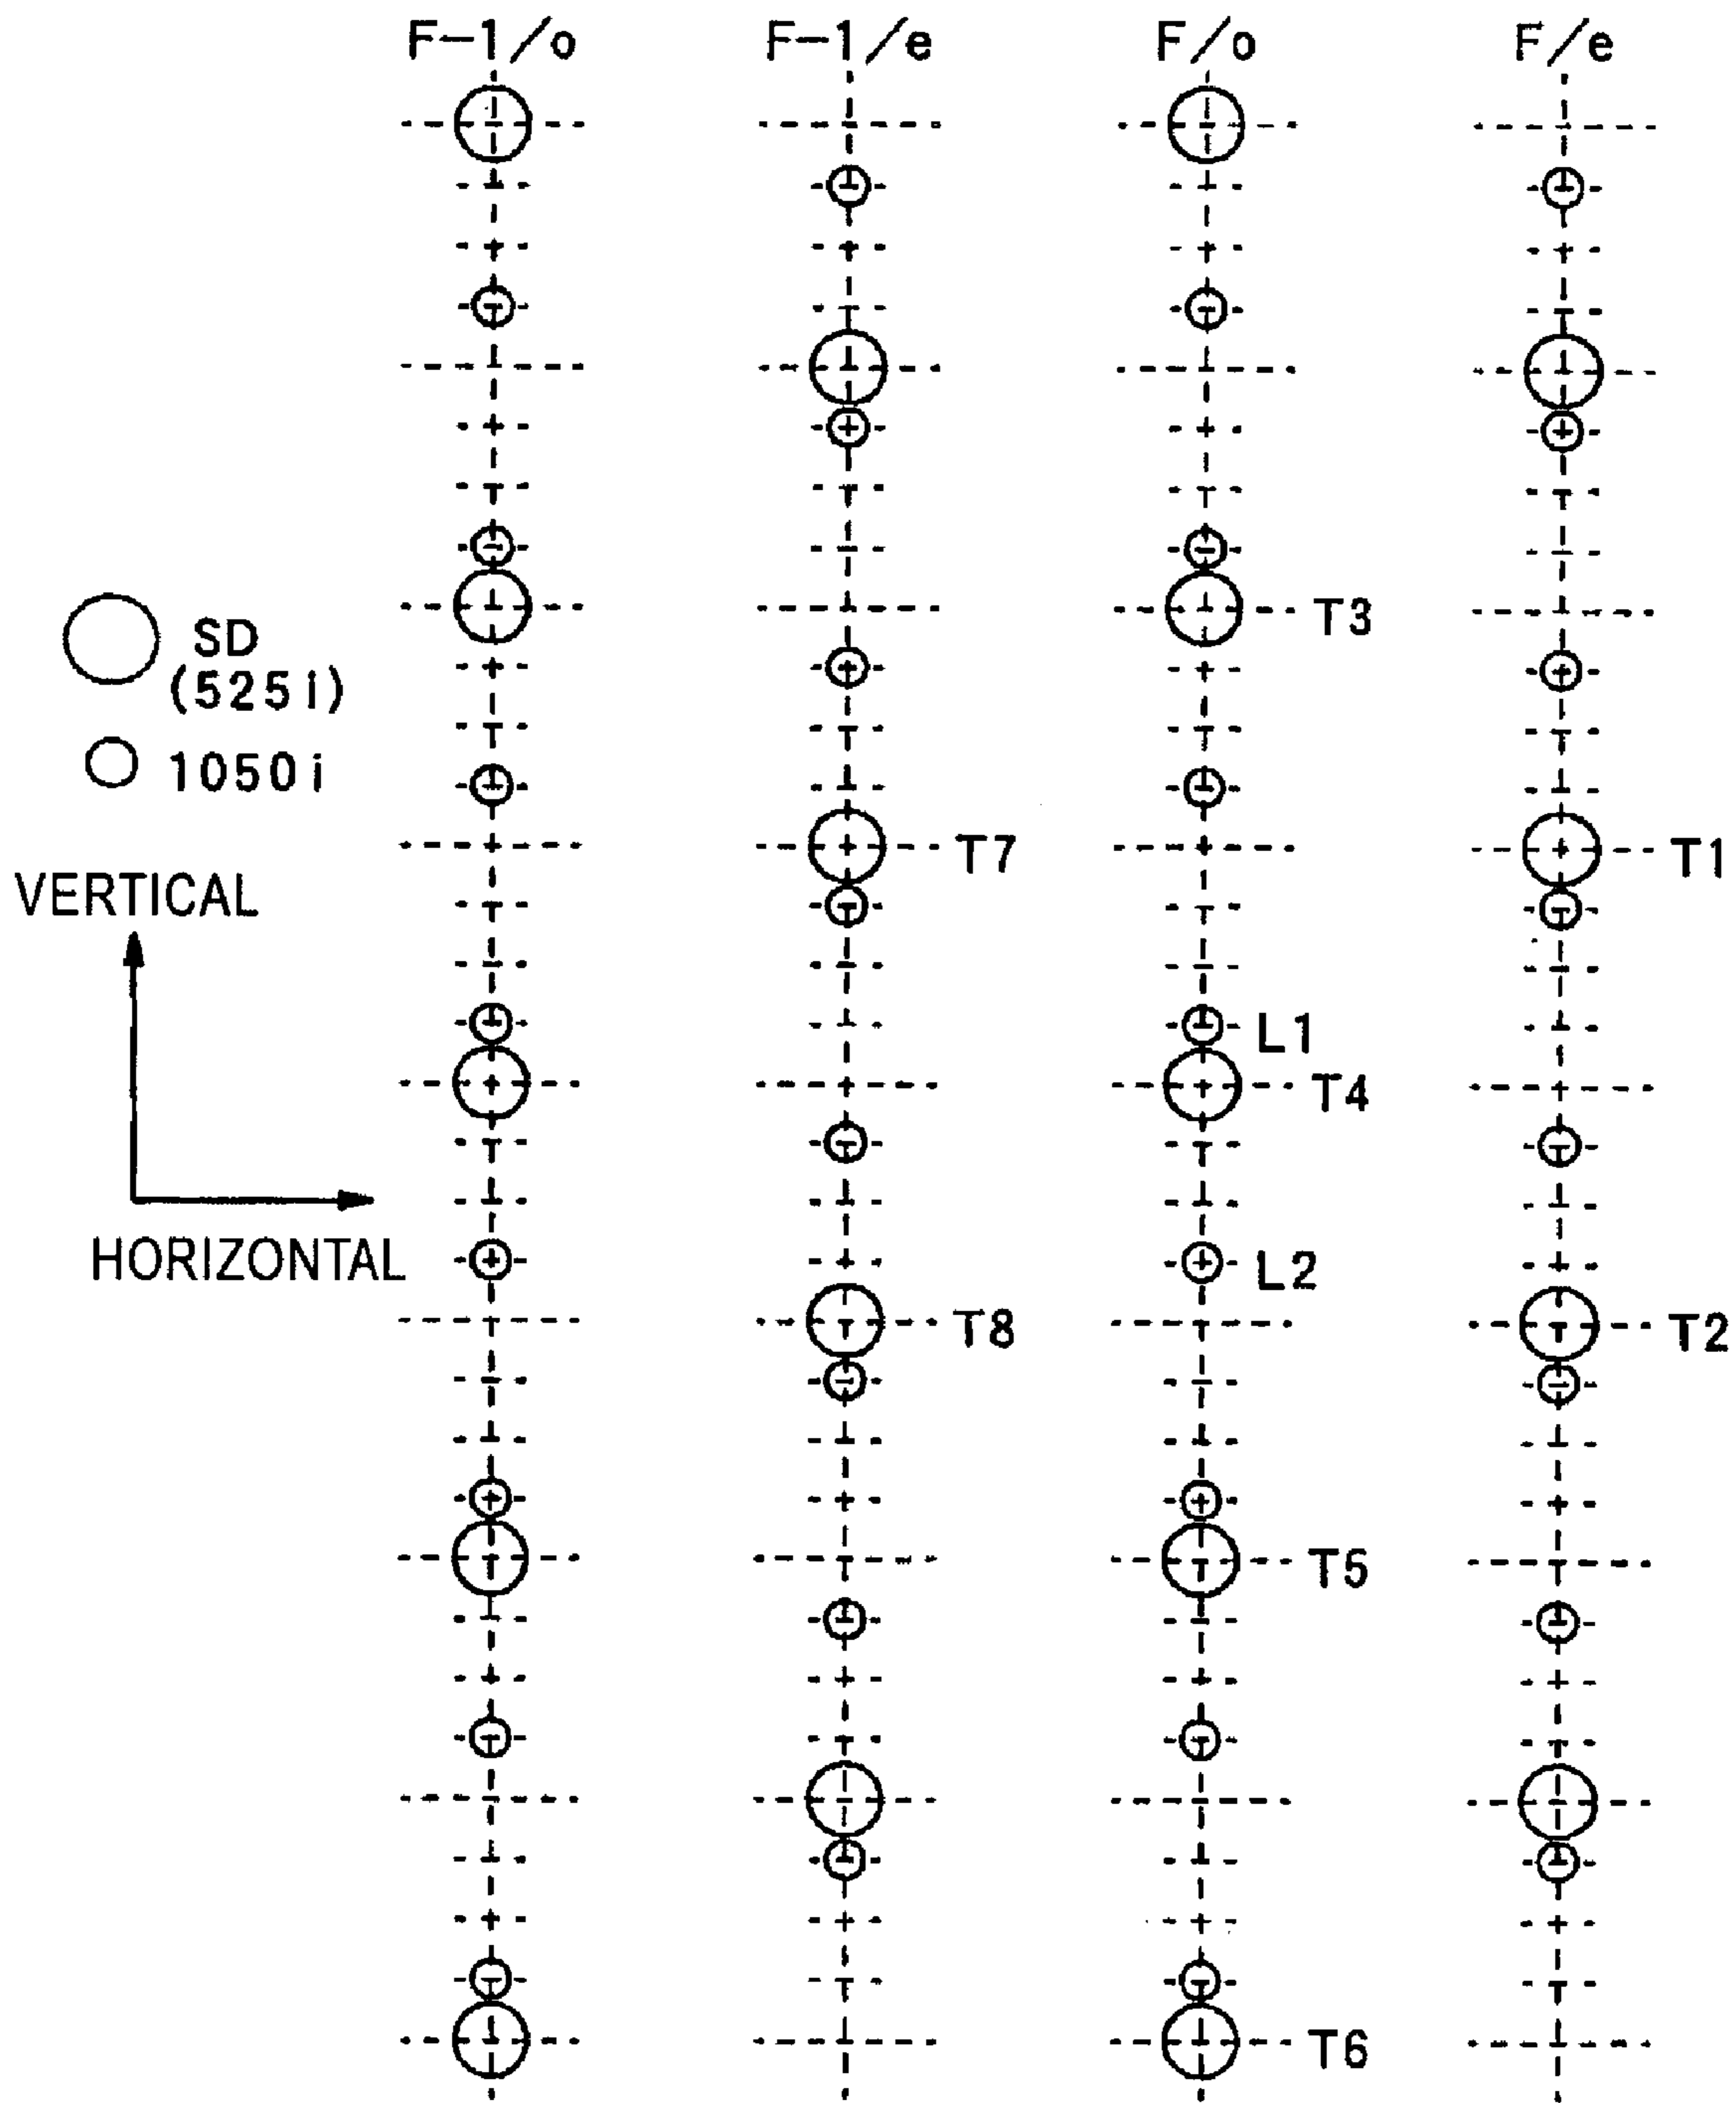 F-1/o
F-1/e
F/o
F/e
SD
(525i)
1050i
T3
T7
T1
VERTICAL
L1
T4
HORIZONTAL
L2
T8
T2
T5
T6